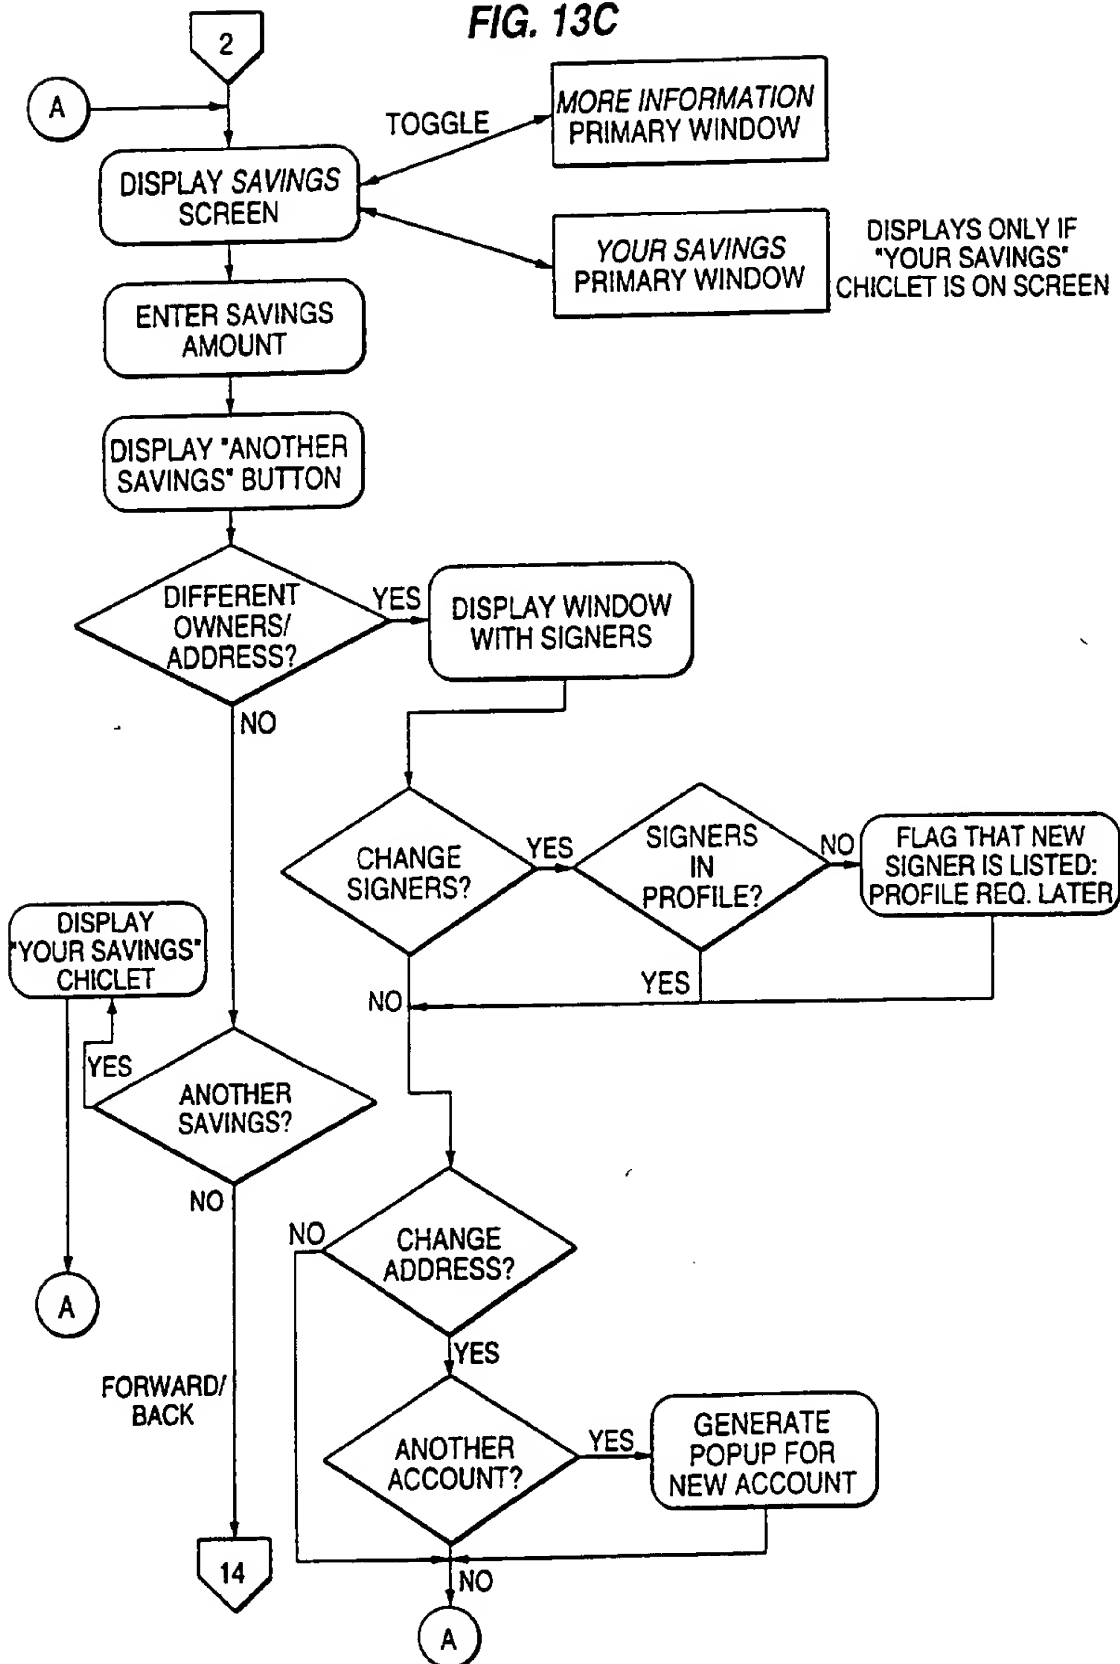 FIG. 13C
2
A
TOGGLE
MORE INFORMATION
PRIMARY WINDOW
DISPLAY SAVINGS
SCREEN
YOUR SAVINGS
PRIMARY WINDOW
DISPLAYS ONLY IF
"YOUR SAVINGS"
CHICLET IS ON SCREEN
ENTER SAVINGS
AMOUNT
DISPLAY "ANOTHER
SAVINGS" BUTTON
DIFFERENT
OWNERS/
ADDRESS?
YES
DISPLAY WINDOW
WITH SIGNERS
NO
CHANGE
SIGNERS?
YES
SIGNERS
IN
PROFILE?
NO
FLAG THAT NEW
SIGNER IS LISTED:
PROFILE REQ. LATER
YES
NO
DISPLAY
"YOUR SAVINGS"
CHICLET
YES
ANOTHER
SAVINGS?
NO
A
FORWARD/
BACK
14
NO
CHANGE
ADDRESS?
YES
ANOTHER
ACCOUNT?
YES
GENERATE
POPUP FOR
NEW ACCOUNT
NO
A